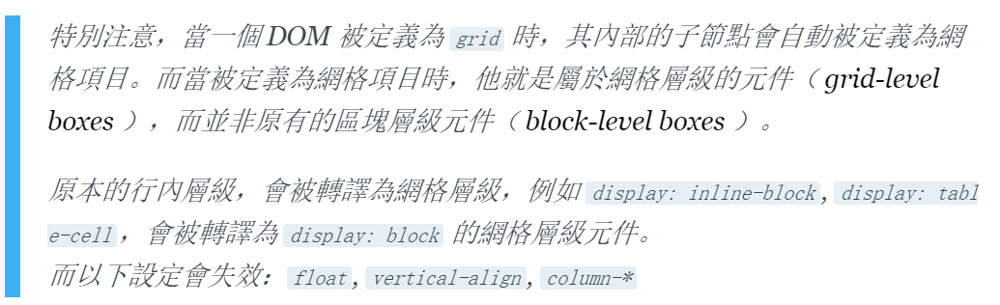 特別注意，當一個 DOM 被定義為 grid 時，其內部的子節點會自動被定義為網
格項目。而當被定義為網格項目時，他就是屬於網格層級的元件（ grid-level
boxes ），而並非原有的區塊層級元件（ block-level boxes ）。
原本的行內層級，會被轉譯為網格層級，例如 display: inline-block, display: tabl
e-cell，會被轉譯為 display: block 的網格層級元件。
而以下設定會失效： float, vertical-align, column-*